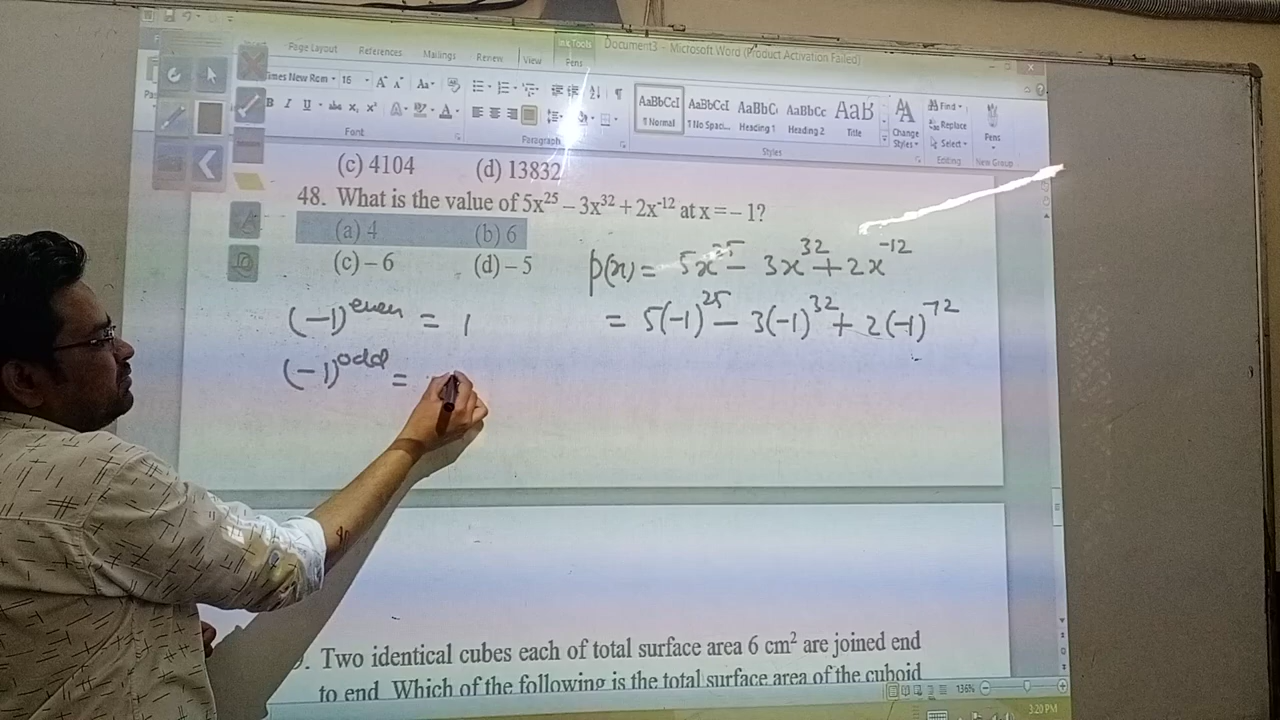 Document3 - Microsoft Word (Product Activation Failed)
Ink Tools
Page Layout References Mailings Review View Pens
Times New Rom 16
Font Paragraph Styles Editing New Group
AaBbCcI AaBbCcI AaBbC AaBbCc AaB
¶ Normal ¶ No Spaci... Heading 1 Heading 2 Title
Change Styles
Find
Replace
Select
Pens
(c) 4104 (d) 13832
48. What is the value of 5x²⁵ – 3x³² + 2x⁻¹² at x = – 1?
(a) 4 (b) 6
(c) – 6 (d) – 5
p(x) = 5x²⁵ – 3x³² + 2x⁻¹²
= 5(-1)²⁵ – 3(-1)³² + 2(-1)⁻¹²
(-1)^even = 1
(-1)^odd =
Two identical cubes each of total surface area 6 cm² are joined end
to end. Which of the following is the total surface area of the cuboid
136%
3:20 PM